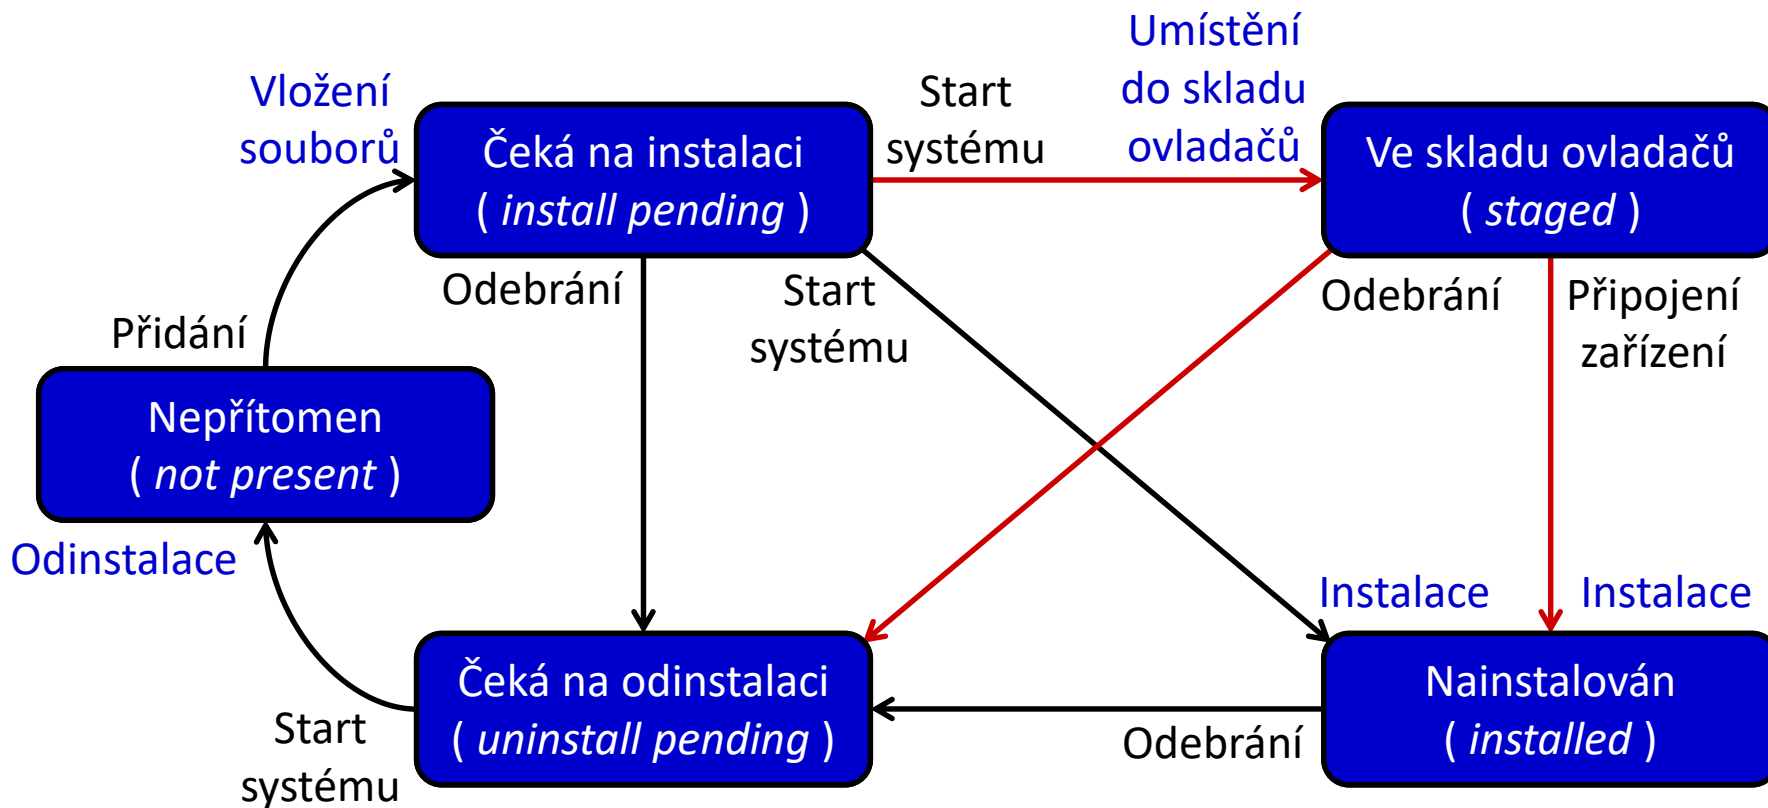 Vložení
souborů
Čeká na instalaci
( install pending )
Start
systému
Umístění
do skladu
ovladačů
Ve skladu ovladačů
( staged )
Odebrání
Start
systému
Odebrání
Připojení
zařízení
Přidání
Nepřítomen
( not present )
Odinstalace
Instalace
Instalace
Čeká na odinstalaci
( uninstall pending )
Nainstalován
( installed )
Start
systému
Odebrání